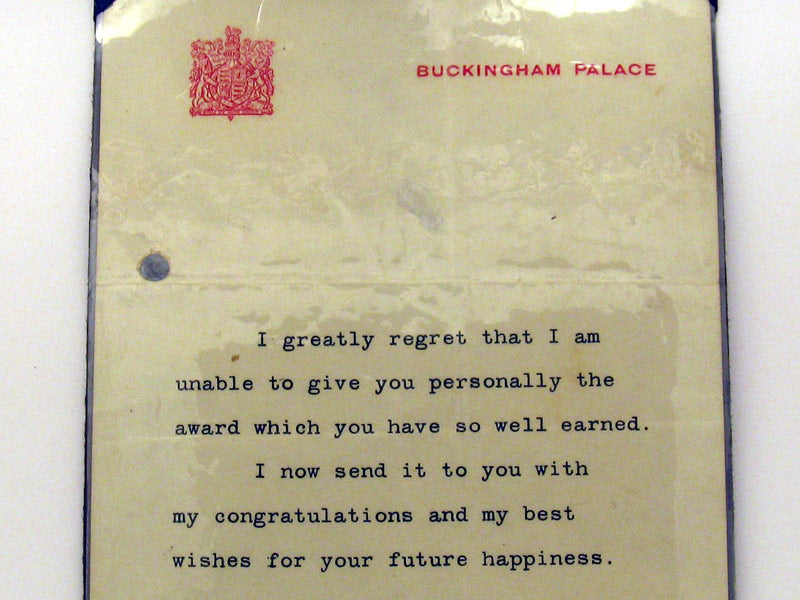 BUCKINGHAM PALACE
I greatly regret that I am
unable to give you personally the
award which you have so well earned.
I now send it to you with
my congratulations and my best
wishes for your future happiness.